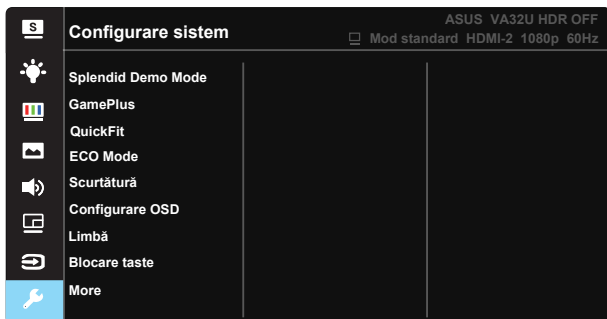 S
Configurare sistem
ASUS VA32U HDR OFF
Mod standard HDMI-2 1080p 60Hz
Splendid Demo Mode
GamePlus
QuickFit
ECO Mode
Scurtătură
Configurare OSD
Limbă
Blocare taste
More